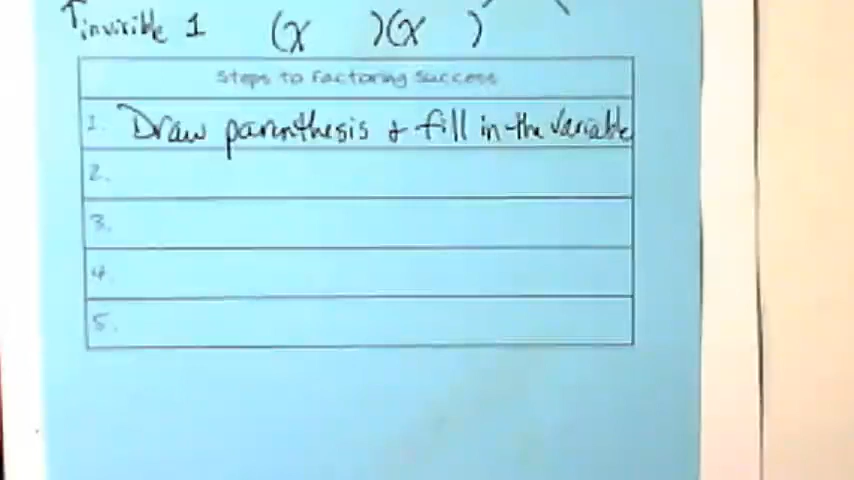 ↑invisible 1 (x )(x )
Steps to Factoring Success
1. Draw parenthesis & fill in the variable
2.
3.
4.
5.